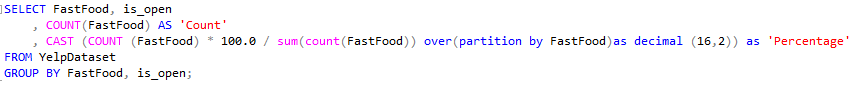 SELECT FastFood, is_open
, COUNT(FastFood) AS 'Count'
, CAST (COUNT (FastFood) * 100.0 / sum(count(FastFood)) over(partition by FastFood)as decimal (16,2)) as 'Percentage'
FROM YelpDataset
GROUP BY FastFood, is_open;